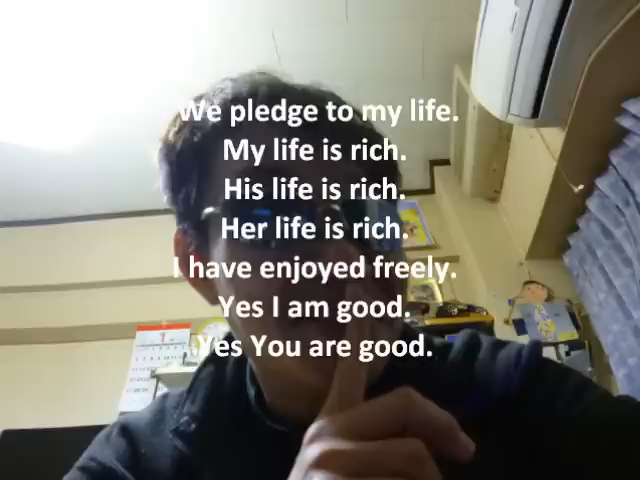 We pledge to my life.
My life is rich.
His life is rich.
Her life is rich.
I have enjoyed freely.
Yes I am good.
Yes You are good.